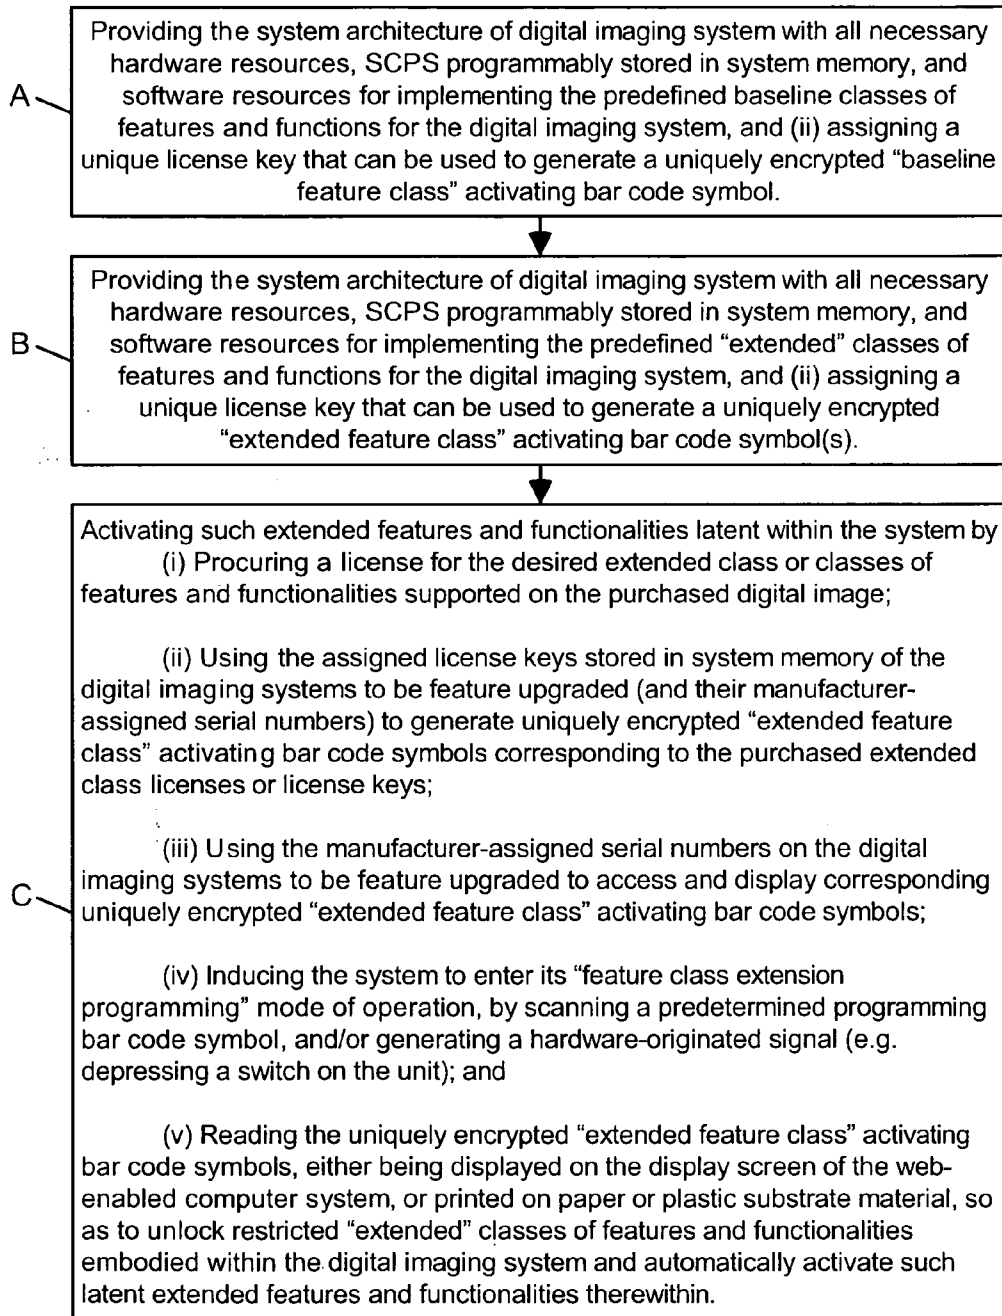 Providing the system architecture of digital imaging system with all necessary
hardware resources, SCPS programmably stored in system memory, and
A
software resources for implementing the predefined baseline classes of
features and functions for the digital imaging system, and (ii) assigning a
unique license key that can be used to generate a uniquely encrypted “baseline
feature class” activating bar code symbol.
Providing the system architecture of digital imaging system with all necessary
hardware resources, SCPS programmably stored in system memory, and
B
software resources for implementing the predefined “extended” classes of
features and functions for the digital imaging system, and (ii) assigning a
unique license key that can be used to generate a uniquely encrypted
“extended feature class” activating bar code symbol(s).
Activating such extended features and functionalities latent within the system by
(i) Procuring a license for the desired extended class or classes of
features and functionalities supported on the purchased digital image;
(ii) Using the assigned license keys stored in system memory of the
digital imaging systems to be feature upgraded (and their manufacturer-
assigned serial numbers) to generate uniquely encrypted “extended feature
class” activating bar code symbols corresponding to the purchased extended
class licenses or license keys;
(iii) Using the manufacturer-assigned serial numbers on the digital
imaging systems to be feature upgraded to access and display corresponding
C
uniquely encrypted “extended feature class” activating bar code symbols;
(iv) Inducing the system to enter its “feature class extension
programming” mode of operation, by scanning a predetermined programming
bar code symbol, and/or generating a hardware-originated signal (e.g.
depressing a switch on the unit); and
(v) Reading the uniquely encrypted “extended feature class” activating
bar code symbols, either being displayed on the display screen of the web-
enabled computer system, or printed on paper or plastic substrate material, so
as to unlock restricted “extended” classes of features and functionalities
embodied within the digital imaging system and automatically activate such
latent extended features and functionalities therewithin.